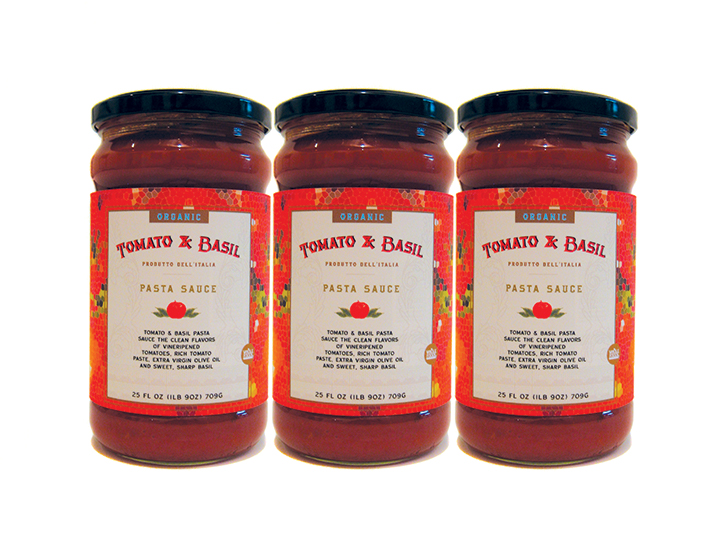 ORGANIC
TOMATO & BASIL
PRODOTTO DELL'ITALIA
PASTA SAUCE
TOMATO & BASIL PASTA
SAUCE THE CLEAN FLAVORS
OF VINERIPENED
TOMATOES, RICH TOMATO
PASTE, EXTRA VIRGIN OLIVE OIL
AND SWEET, SHARP BASIL
25 FL OZ (1LB 9OZ) 709G
ORGANIC
TOMATO & BASIL
PRODOTTO DELL'ITALIA
PASTA SAUCE
TOMATO & BASIL PASTA
SAUCE THE CLEAN FLAVORS
OF VINERIPENED
TOMATOES, RICH TOMATO
PASTE, EXTRA VIRGIN OLIVE OIL
AND SWEET, SHARP BASIL
25 FL OZ (1LB 9OZ) 709G
ORGANIC
TOMATO & BASIL
PRODOTTO DELL'ITALIA
PASTA SAUCE
TOMATO & BASIL PASTA
SAUCE THE CLEAN FLAVORS
OF VINERIPENED
TOMATOES, RICH TOMATO
PASTE, EXTRA VIRGIN OLIVE OIL
AND SWEET, SHARP BASIL
25 FL OZ (1LB 9OZ) 709G